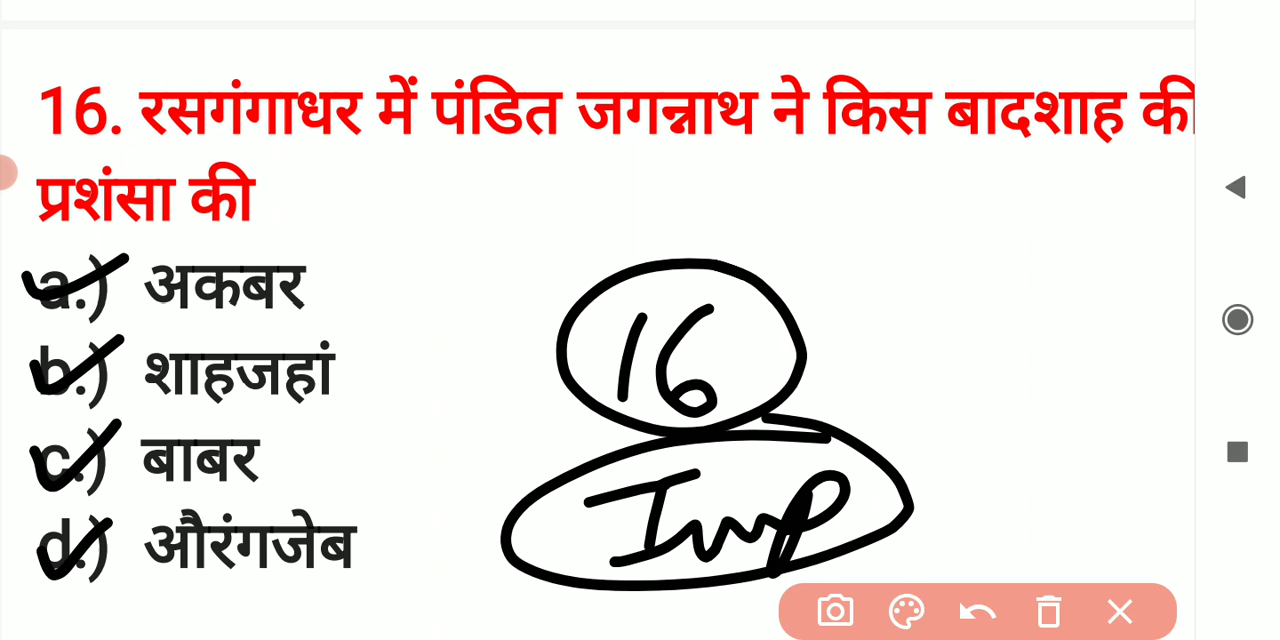 16. रसगंगाधर में पंडित जगन्नाथ ने किस बादशाह की
प्रशंसा की
a.) अकबर
b.) शाहजहां
c.) बाबर
d.) औरंगजेब
16
Imp